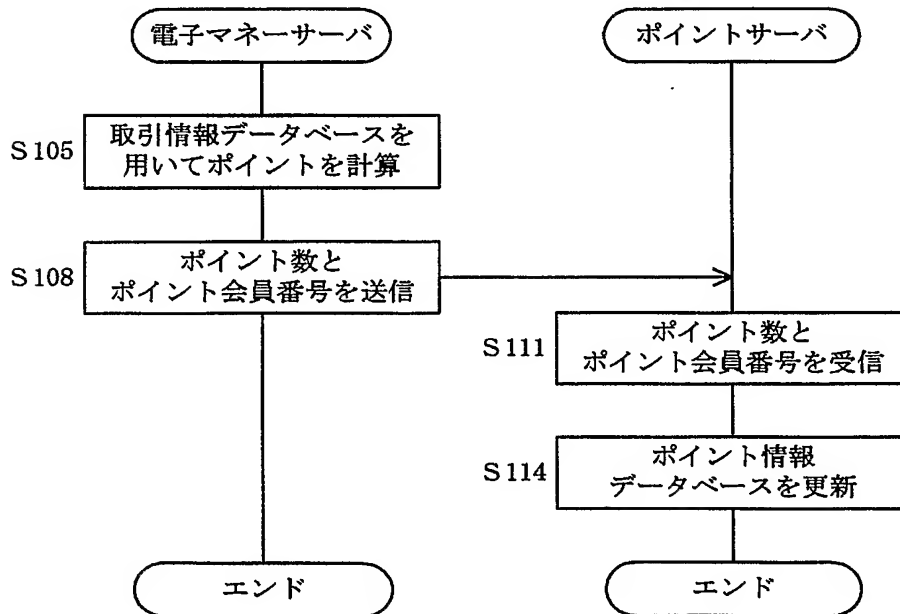 電子マネーサーバ
ポイントサーバ
S105
取引情報データベースを
用いてポイントを計算
S108
ポイント数と
ポイント会員番号を送信
S111
ポイント数と
ポイント会員番号を受信
S114
ポイント情報
データベースを更新
エンド
エンド